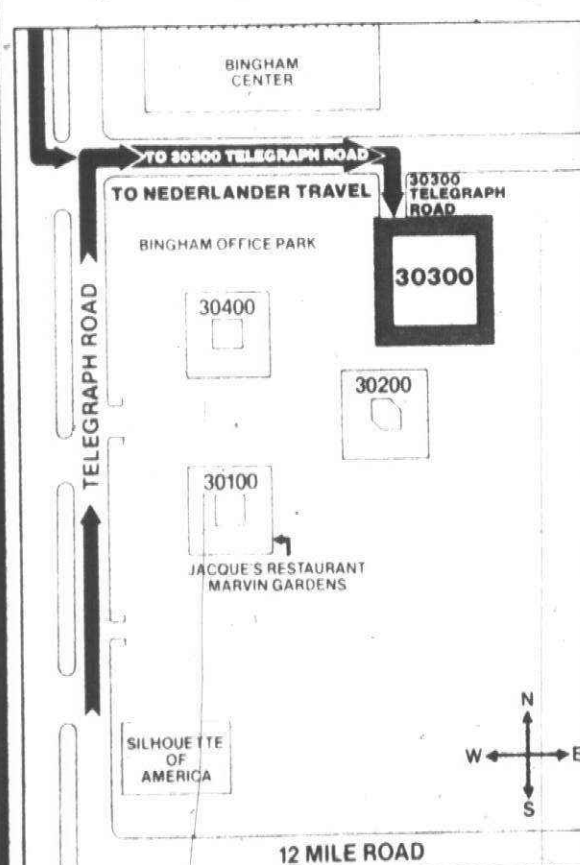 BINGHAM
CENTER
TO 30300 TELEGRAPH ROAD
TO NEDERLANDER TRAVEL
30300
TELEGRAPH
ROAD
BINGHAM OFFICE PARK
30300
30400
TELEGRAPH ROAD
30200
30100
JACQUE'S RESTAURANT
MARVIN GARDENS
SILHOUETTE
OF
AMERICA
N
W
E
S
12 MILE ROAD